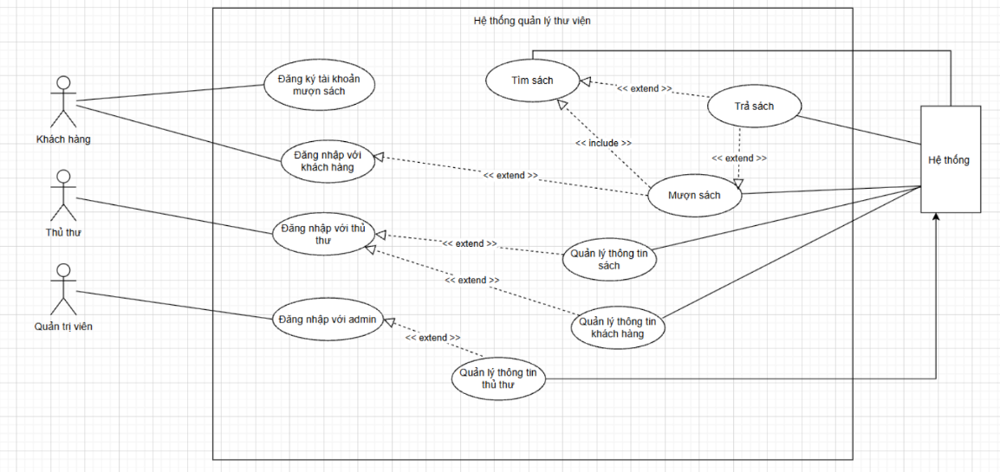 Hệ thống quản lý thư viện
Đăng ký tài khoản
mượn sách
Tìm sách
<< extend >>
Trả sách
Khách hàng
Đăng nhập với
khách hàng
<< include >>
<< extend >>
Hệ thống
<< extend >>
Mượn sách
Thủ thư
Đăng nhập với thủ
thư
<< extend >>
Quản lý thông tin
sách
<< extend >>
Quản trị viên
Đăng nhập với admin
Quản lý thông tin
khách hàng
<< extend >>
Quản lý thông tin
thủ thư